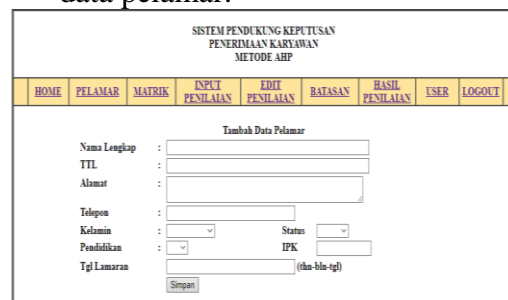 data pelamar.
SISTEM PENDUKUNG KEPUTUSAN
PENERIMAAN KARYAWAN
METODE AHP
HOME PELAMAR MATRIK INPUT PENILAIAN EDIT PENILAIAN BATASAN HASIL PENILAIAN USER LOGOUT
Tambah Data Pelamar
Nama Lengkap :
TTL :
Alamat :
Telepon :
Kelamin : Status
Pendidikan : IPK
Tgl Lamaran (thn-bln-tgl)
Simpan